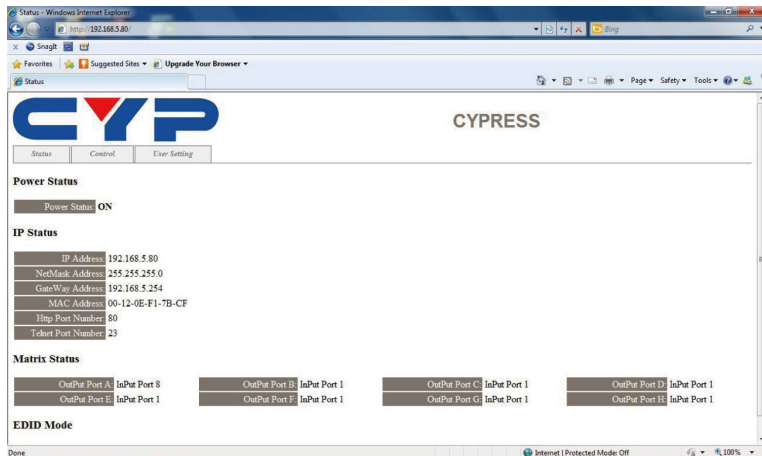 Status - Windows Internet Explorer
http://192.168.5.80/
Bing
SnagIt
Favorites Suggested Sites Upgrade Your Browser
Status Page Safety Tools
CYP
CYPRESS
Status Control User Setting
Power Status
Power Status: ON
IP Status
IP Address: 192.168.5.80
NetMask Address: 255.255.255.0
GateWay Address: 192.168.5.254
MAC Address: 00-12-0E-F1-7B-CF
Http Port Number: 80
Telnet Port Number: 23
Matrix Status
OutPut Port A: InPut Port 8 OutPut Port B: InPut Port 1 OutPut Port C: InPut Port 1 OutPut Port D: InPut Port 1
OutPut Port E: InPut Port 1 OutPut Port F: InPut Port 1 OutPut Port G: InPut Port 1 OutPut Port H: InPut Port 1
EDID Mode
Done Internet | Protected Mode: Off 100%